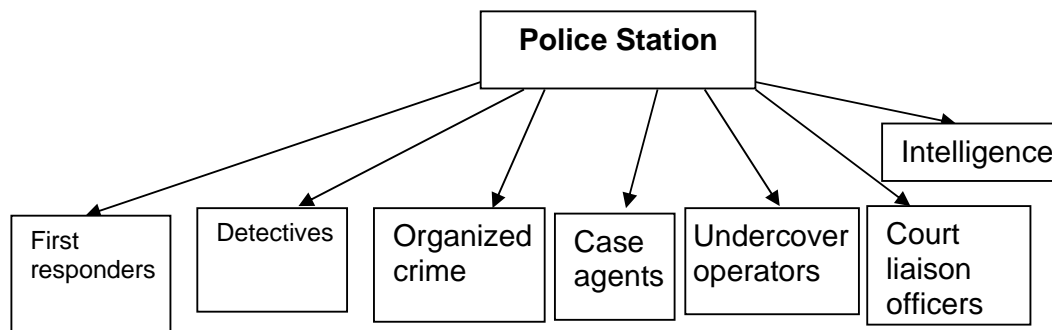 Police Station
Intelligence
First
responders
Detectives
Organized
crime
Case
agents
Undercover
operators
Court
liaison
officers